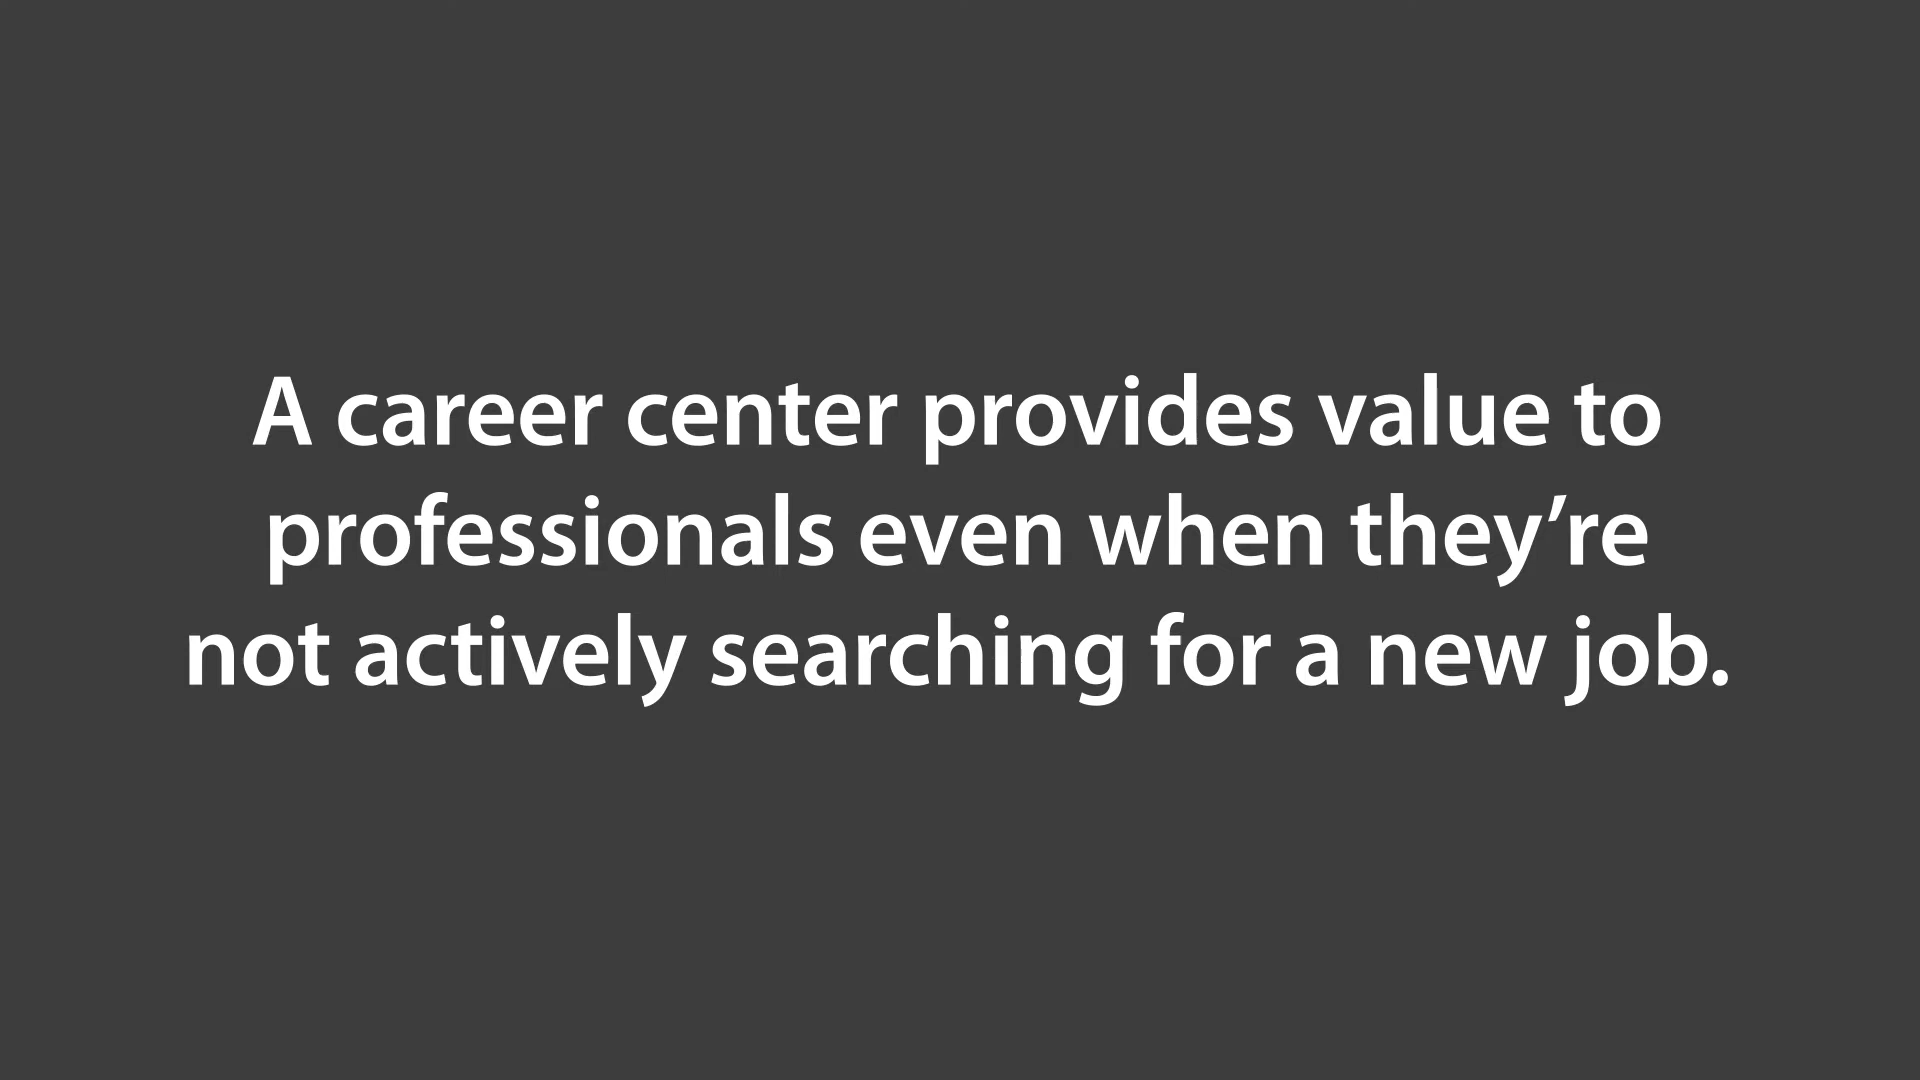 A career center provides value to
professionals even when they’re
not actively searching for a new job.